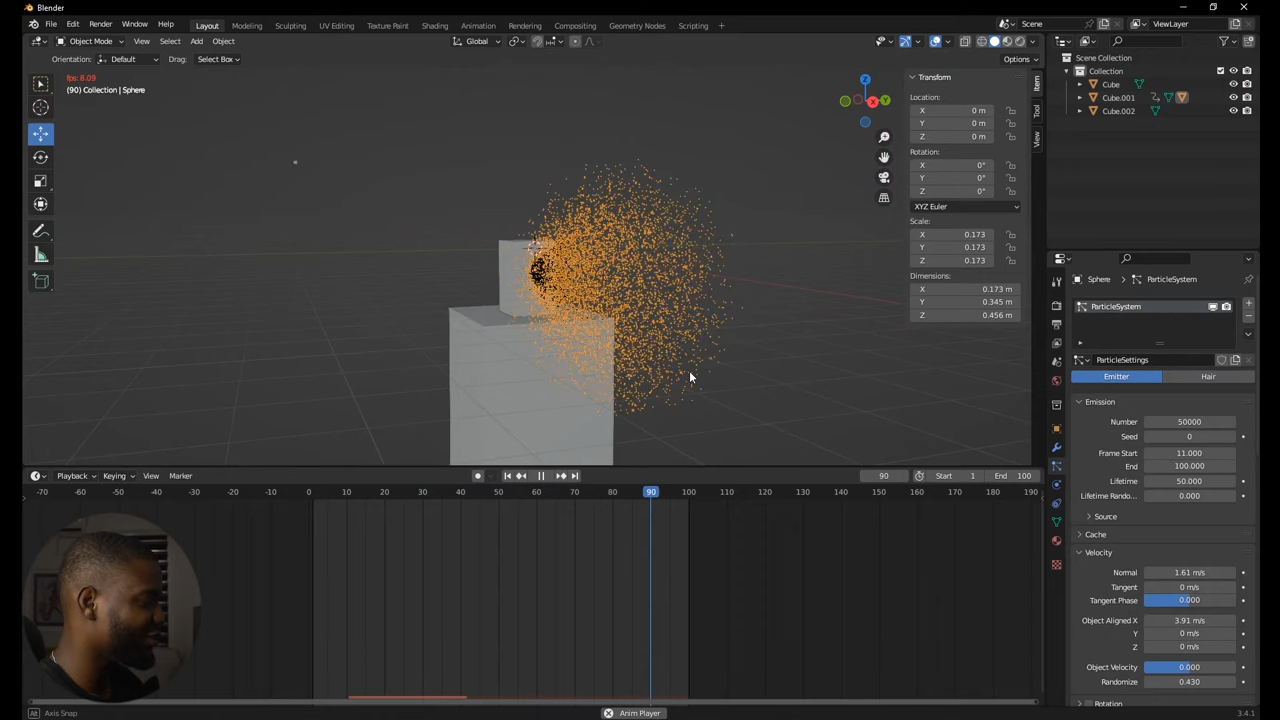 Blender
File Edit Render Window Help
Layout Modeling Sculpting UV Editing Texture Paint Shading Animation Rendering Compositing Geometry Nodes Scripting +
Scene
ViewLayer
Object Mode View Select Add Object
Global
Orientation: Default Drag: Select Box
Options
fps: 8.09
(90) Collection | Sphere
Z
X
Y
Transform
Location:
X 0 m
Y 0 m
Z 0 m
Rotation:
X 0°
Y 0°
Z 0°
XYZ Euler
Scale:
X 0.173
Y 0.173
Z 0.173
Dimensions:
X 0.173 m
Y 0.345 m
Z 0.456 m
Item
Tool
View
Scene Collection
Collection
Cube
Cube.001
Cube.002
Sphere ParticleSystem
ParticleSystem
ParticleSettings
Emitter Hair
Emission
Number 50000
Seed 0
Frame Start 11.000
End 100.000
Lifetime 50.000
Lifetime Rando... 0.000
Source
Cache
Velocity
Normal 1.61 m/s
Tangent 0 m/s
Tangent Phase 0.000
Object Aligned X 3.91 m/s
Y 0 m/s
Z 0 m/s
Object Velocity 0.000
Randomize 0.430
Rotation
Playback Keying View Marker
90 Start 1 End 100
-70 -60 -50 -40 -30 -20 -10 0 10 20 30 40 50 60 70 80 90 100 110 120 130 140 150 160 170 180 190
Alt Axis Snap
Anim Player
3.4.1